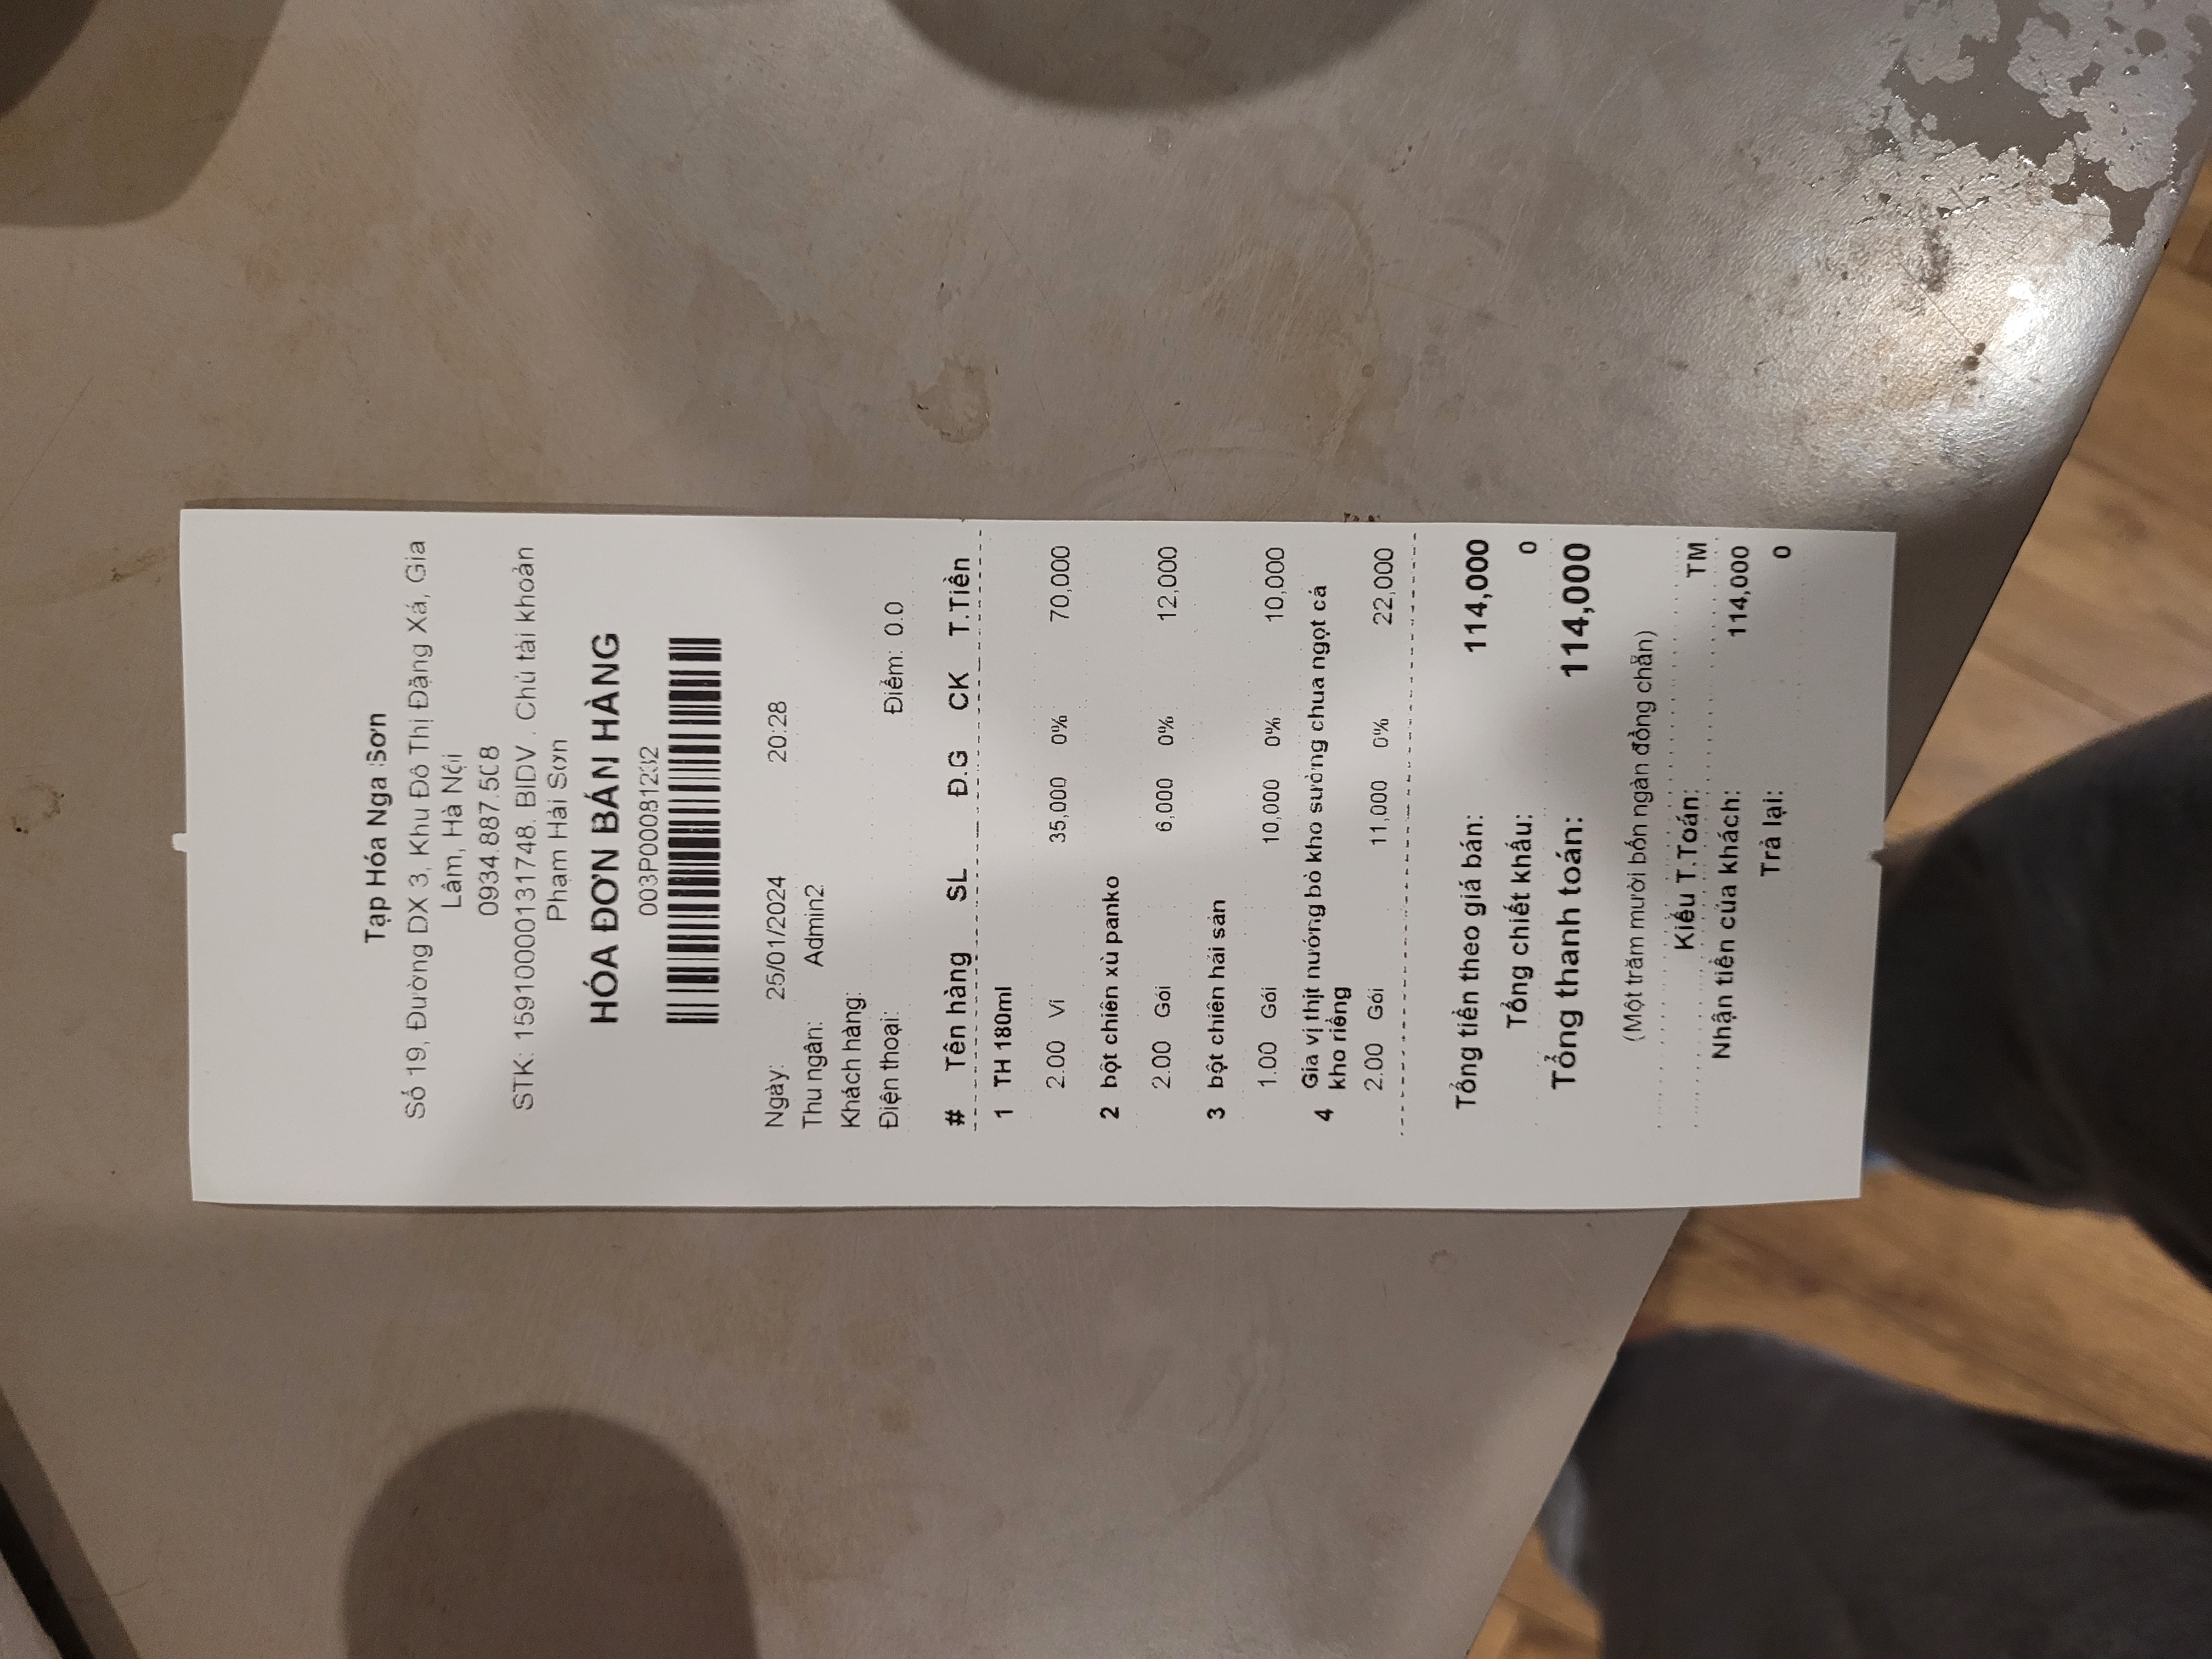 Tạp Hóa Nga Sơn
Số 19, Đường DX 3, Khu Đô Thị Đặng Xá, Gia
Lâm, Hà Nội
0934.887.508
STK: 15910000131748. BIDV . Chủ tài khoản
Phạm Hải Sơn
HÓA ĐƠN BÁN HÀNG
003P00081232
Ngày: 25/01/2024 20:28
Thu ngân: Admin2
Khách hàng:
Điện thoại: Điểm: 0.0
# Tên hàng SL Đ.G CK T.Tiền
1 TH 180ml
2.00 Vỉ 35,000 0% 70,000
2 bột chiên xù panko
2.00 Gói 6,000 0% 12,000
3 bột chiên hải sản
1.00 Gói 10,000 0% 10,000
4 Gia vị thịt nướng bò kho sường chua ngọt cá
kho riềng
2.00 Gói 11,000 0% 22,000
Tổng tiền theo giá bán: 114,000
Tổng chiết khấu: 0
Tổng thanh toán: 114,000
(Một trăm mười bốn ngàn đồng chẵn)
Kiểu T.Toán: TM
Nhận tiền của khách: 114,000
Trả lại: 0